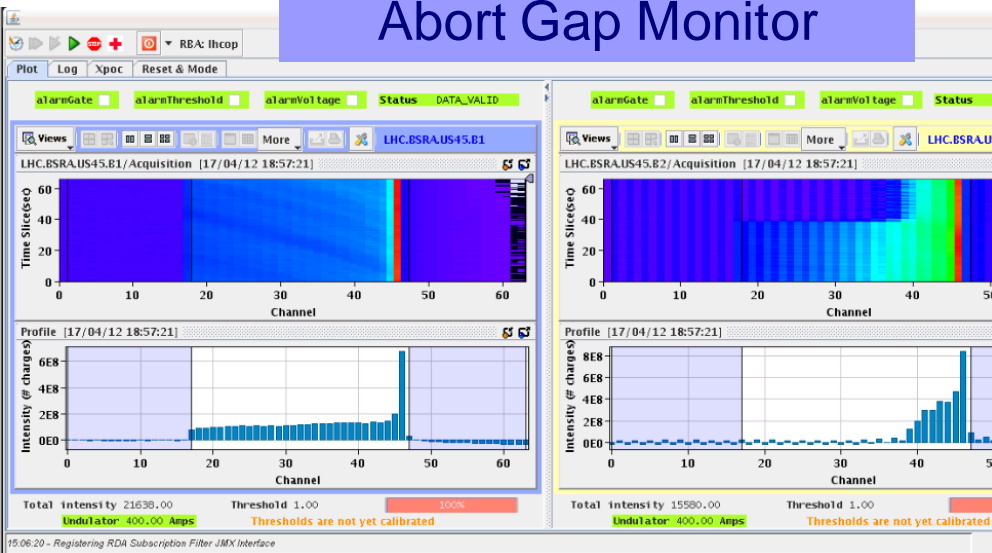 Abort Gap Monitor
RBA: lhcop
Plot Log Xpoc Reset & Mode
alarmGate alarmThreshold alarmVoltage Status DATA_VALID
Views More LHC.BSRA.US45.B1
LHC.BSRA.US45.B1/Acquisition [17/04/12 18:57:21]
Time Slice(sec)
60
40
20
0
0 10 20 30 40 50 60
Channel
Profile [17/04/12 18:57:21]
Intensity (# charges)
6E8
4E8
2E8
0E0
0 10 20 30 40 50 60
Channel
Total intensity 21638.00 Threshold 1.00 100%
Undulator 400.00 Amps Thresholds are not yet calibrated
alarmGate alarmThreshold alarmVoltage Status
Views More LHC.BSRA.U
LHC.BSRA.US45.B2/Acquisition [17/04/12 18:57:21]
Time Slice(sec)
60
40
20
0
0 10 20 30 40
Channel
Profile [17/04/12 18:57:21]
Intensity (# charges)
8E8
6E8
4E8
2E8
0E0
0 10 20 30 40
Channel
Total intensity 15580.00 Threshold 1.00
Undulator 400.00 Amps Thresholds are not yet calibrated
15:06:20 - Registering RDA Subscription Filter JMX Interface